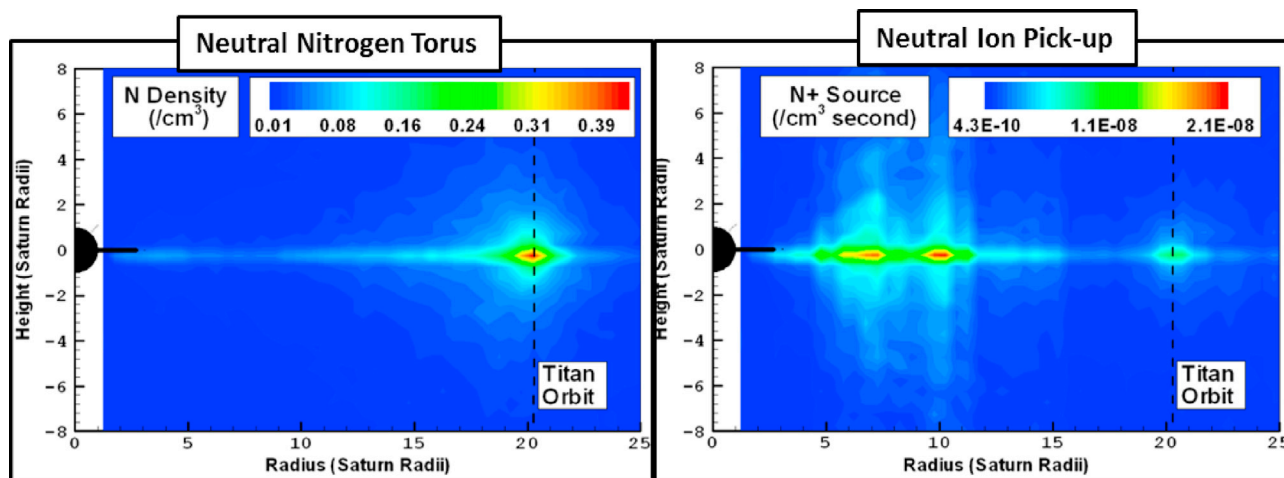 Neutral Nitrogen Torus
N Density
(/cm³)
0.01 0.08 0.16 0.24 0.31 0.39
Height (Saturn Radii)
8
6
4
2
0
-2
-4
-6
-8
Titan
Orbit
0 5 10 15 20 25
Radius (Saturn Radii)
Neutral Ion Pick-up
N+ Source
(/cm³ second)
4.3E-10 1.1E-08 2.1E-08
Height (Saturn Radii)
8
6
4
2
0
-2
-4
-6
-8
Titan
Orbit
0 5 10 15 20 25
Radius (Saturn Radii)